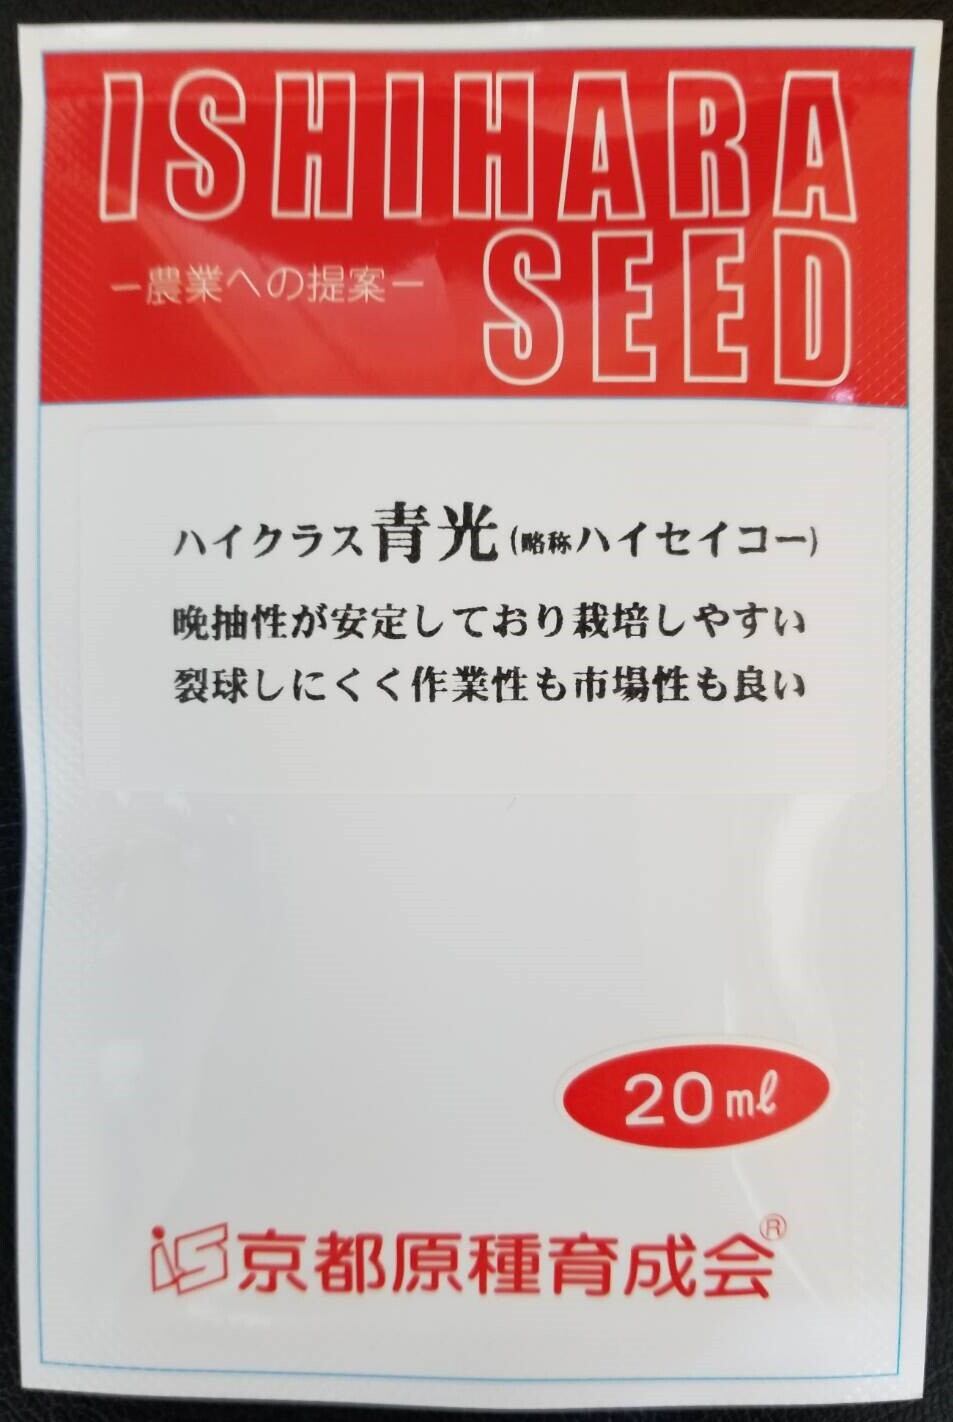 ISHIHARA
SEED
ー農業への提案ー
ハイクラス青光(略称ハイセイコー)
晩抽性が安定しており栽培しやすい
裂球しにくく作業性も市場性も良い
20ml
is京都原種育成会®